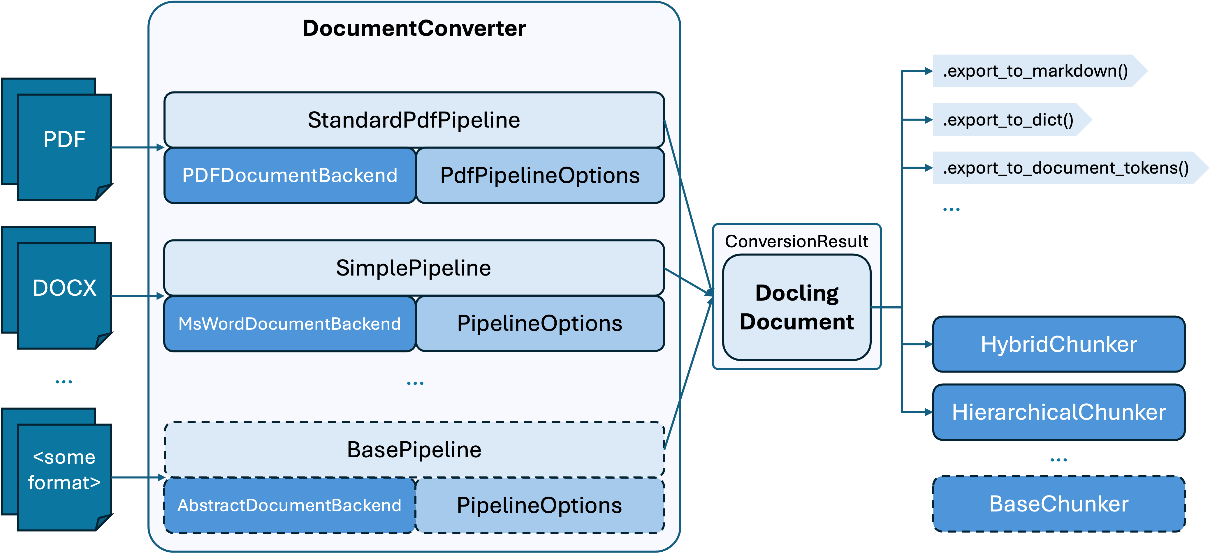 DocumentConverter
PDF
StandardPdfPipeline
PDFDocumentBackend
PdfPipelineOptions
DOCX
SimplePipeline
MsWordDocumentBackend
PipelineOptions
...
...
<some
format>
BasePipeline
AbstractDocumentBackend
PipelineOptions
ConversionResult
Docling
Document
.export_to_markdown()
.export_to_dict()
.export_to_document_tokens()
...
HybridChunker
HierarchicalChunker
...
BaseChunker